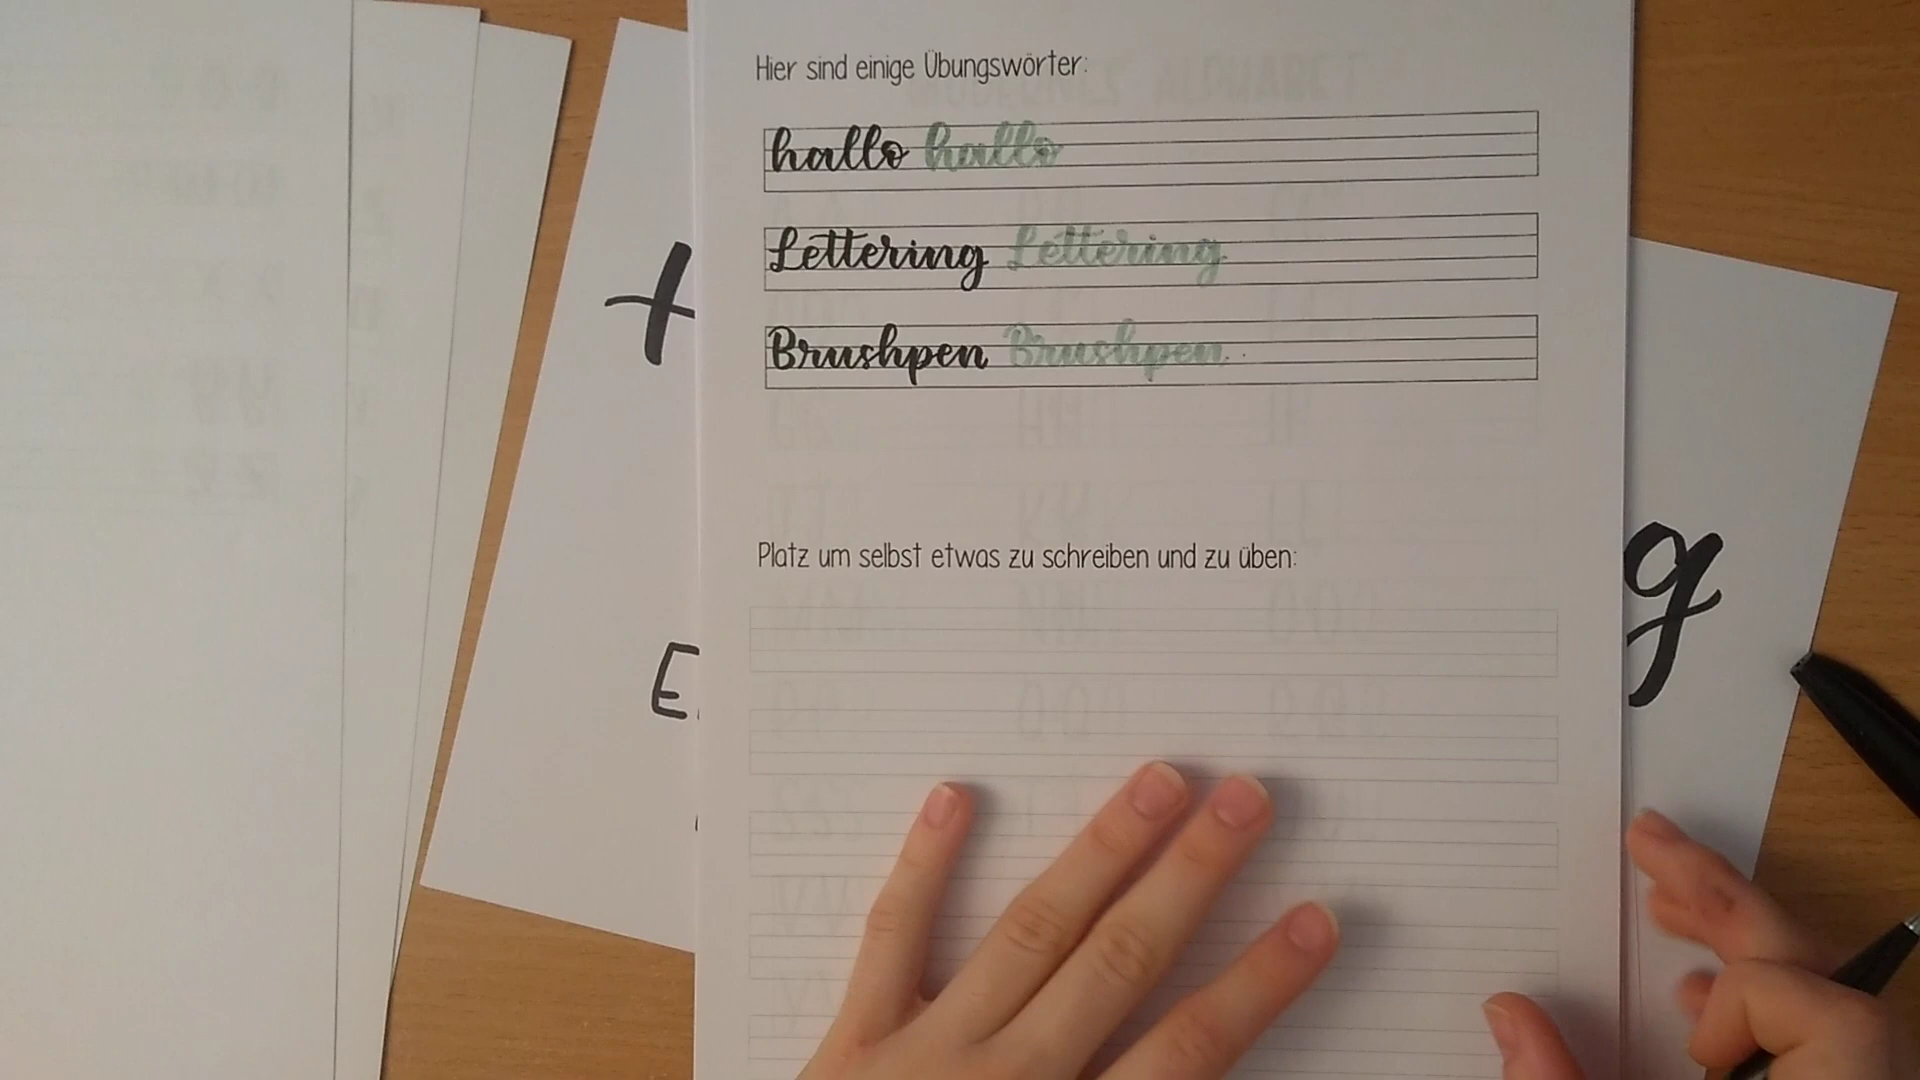 Hier sind einige Übungswörter:
hallo hallo
Lettering Lettering
Brushpen Brushpen
Platz um selbst etwas zu schreiben und zu üben:
g
E